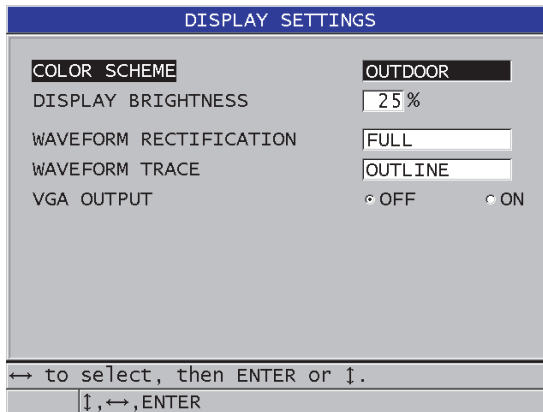 DISPLAY SETTINGS
COLOR SCHEME OUTDOOR
DISPLAY BRIGHTNESS 25%
WAVEFORM RECTIFICATION FULL
WAVEFORM TRACE OUTLINE
VGA OUTPUT OFF ON
↔ to select, then ENTER or ↕.
↕,↔,ENTER